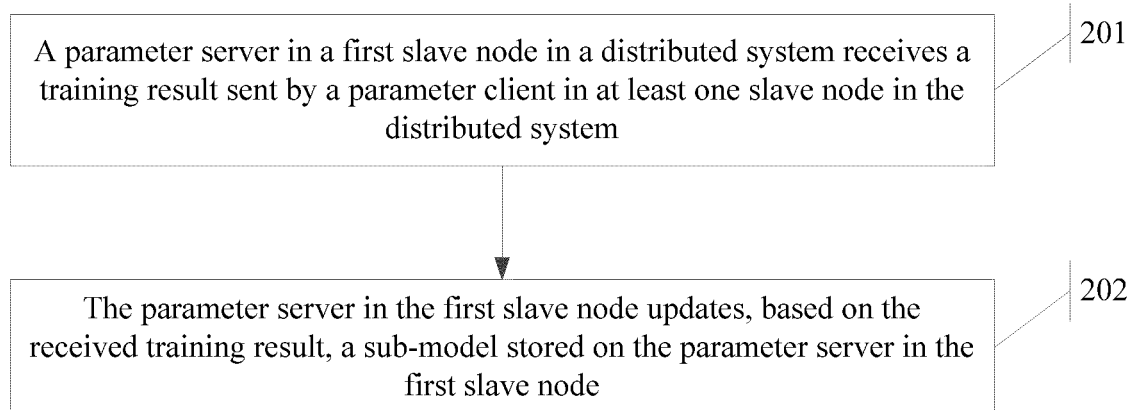 A parameter server in a first slave node in a distributed system receives a
training result sent by a parameter client in at least one slave node in the
distributed system
201
The parameter server in the first slave node updates, based on the
received training result, a sub-model stored on the parameter server in the
first slave node
202